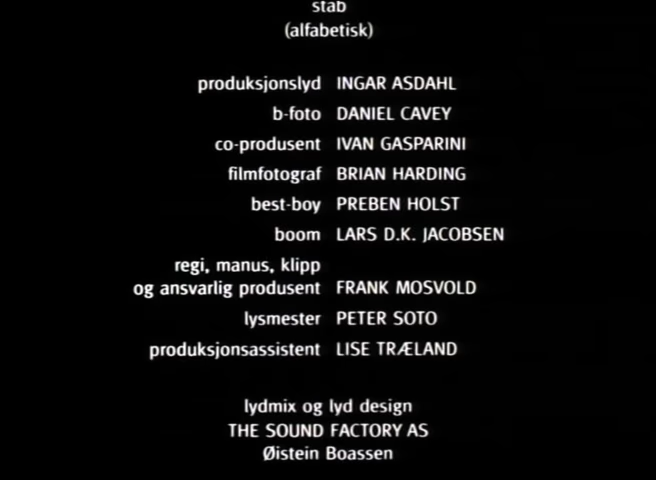 stab
(alfabetisk)
produksjonslyd INGAR ASDAHL
b-foto DANIEL CAVEY
co-produsent IVAN GASPARINI
filmfotograf BRIAN HARDING
best-boy PREBEN HOLST
boom LARS D.K. JACOBSEN
regi, manus, klipp
og ansvarlig produsent FRANK MOSVOLD
lysmester PETER SOTO
produksjonsassistent LISE TRÆLAND
lydmix og lyd design
THE SOUND FACTORY AS
Øistein Boassen